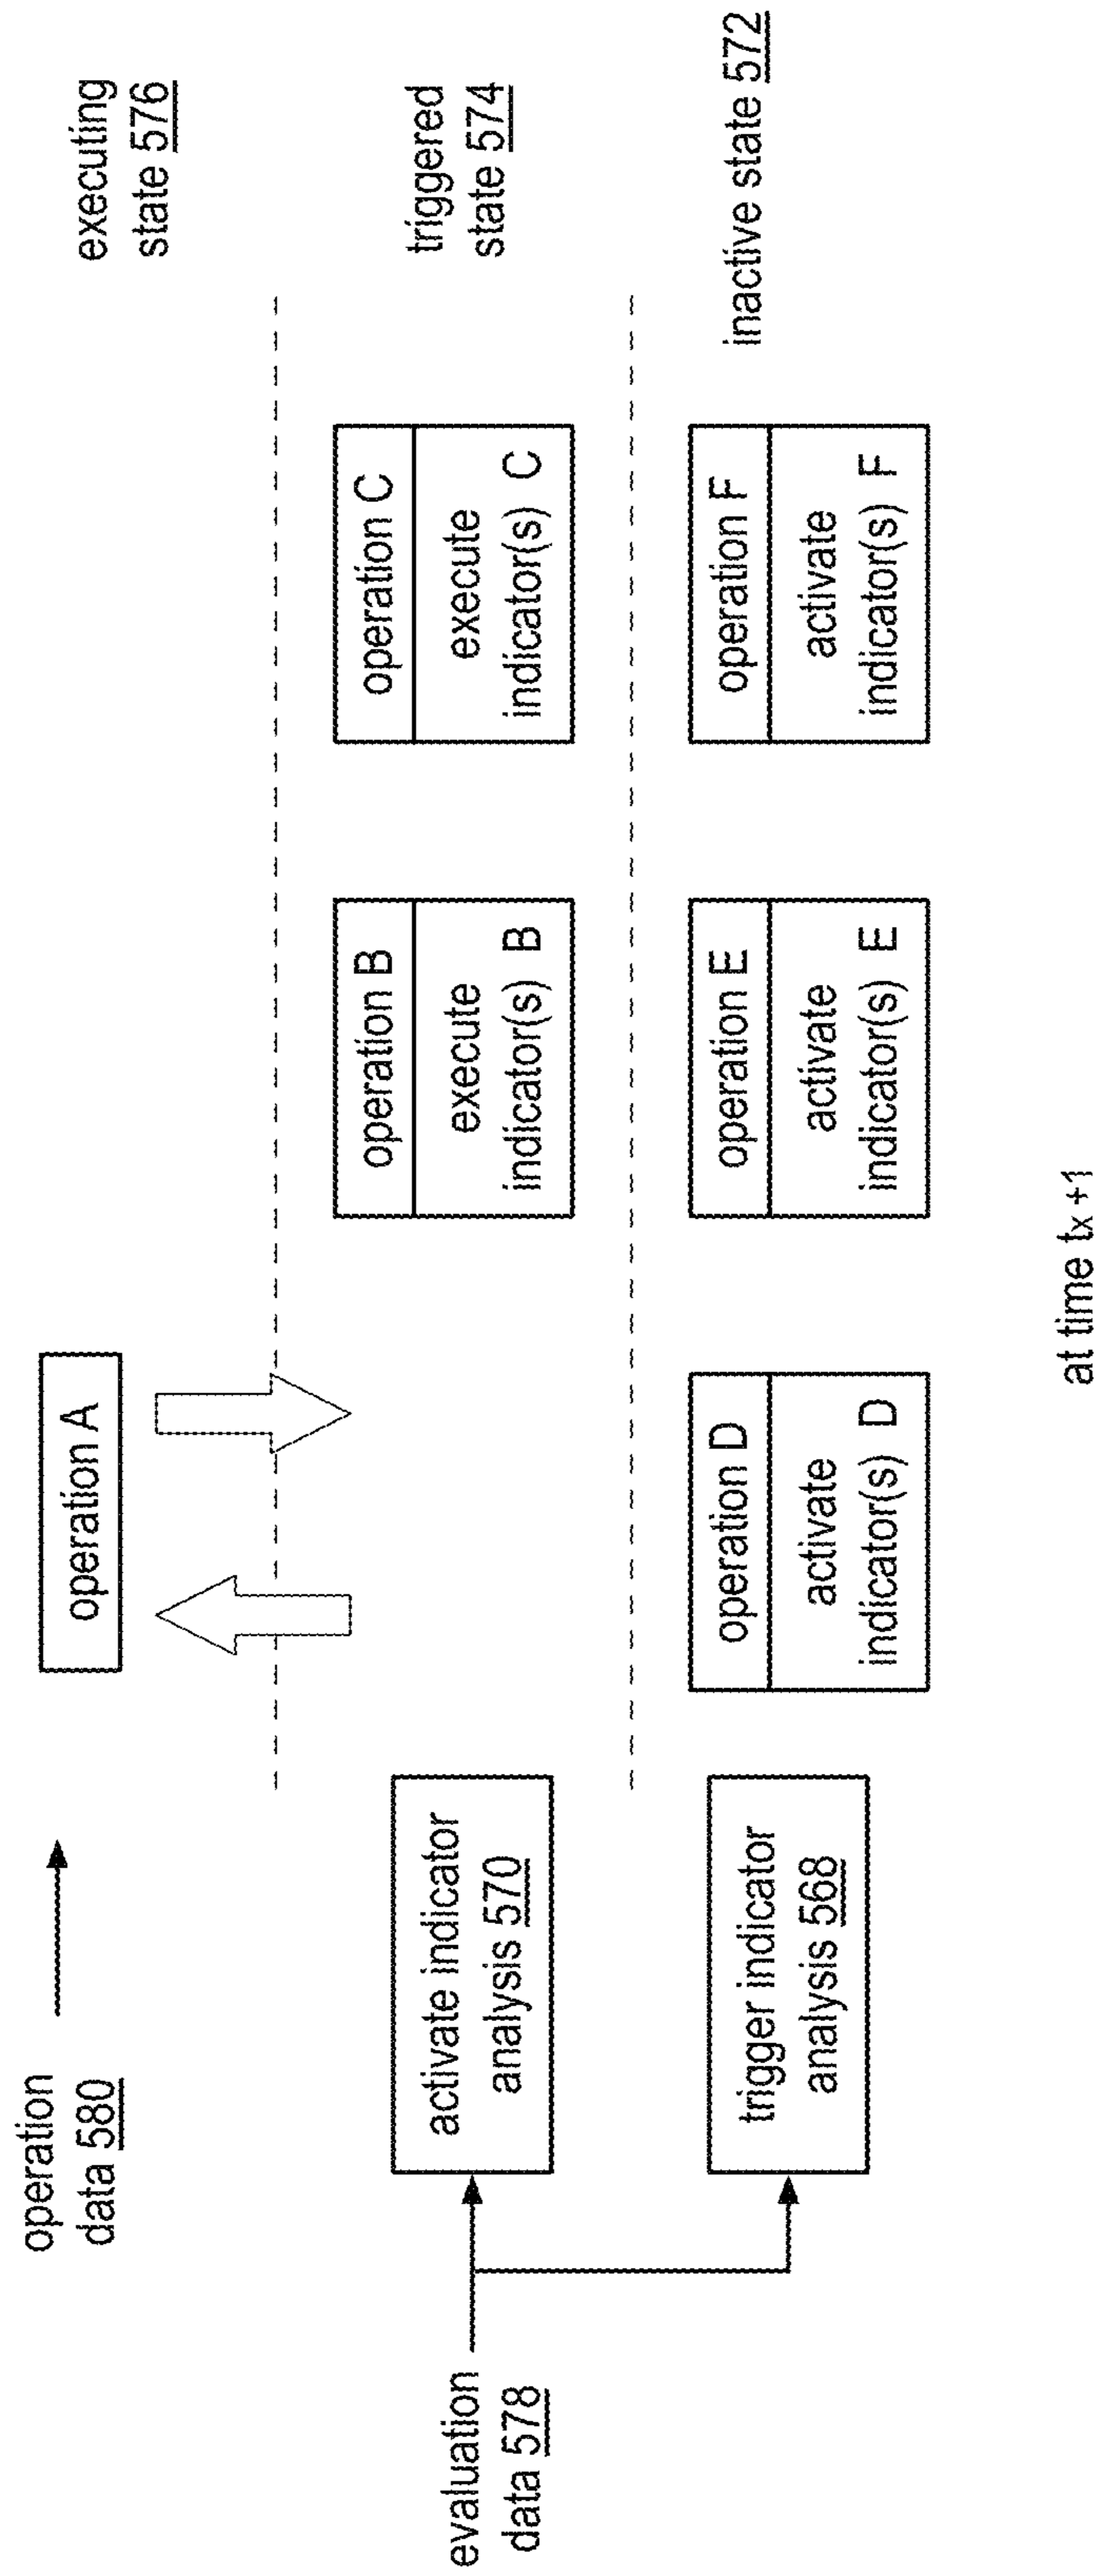 operation
data 580
operation A
executing
state 576
evaluation
data 578
activate indicator
analysis 570
operation B
execute
indicator(s) B
operation C
execute
indicator(s) C
triggered
state 574
trigger indicator
analysis 568
operation D
activate
indicator(s) D
operation E
activate
indicator(s) E
operation F
activate
indicator(s) F
inactive state 572
at time tx +1